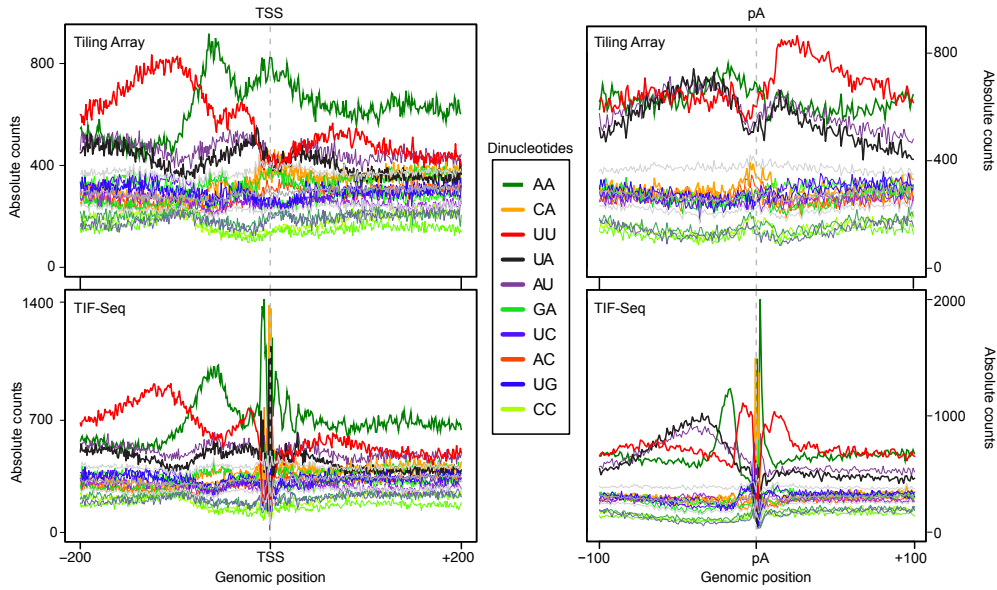 TSS
pA
Tiling Array
Tiling Array
800
400
0
Absolute counts
800
400
0
Absolute counts
Dinucleotides
AA
CA
UU
UA
AU
GA
UC
AC
UG
CC
TIF-Seq
TIF-Seq
1400
700
0
Absolute counts
2000
1000
0
Absolute counts
−200
TSS
+200
Genomic position
−100
pA
+100
Genomic position